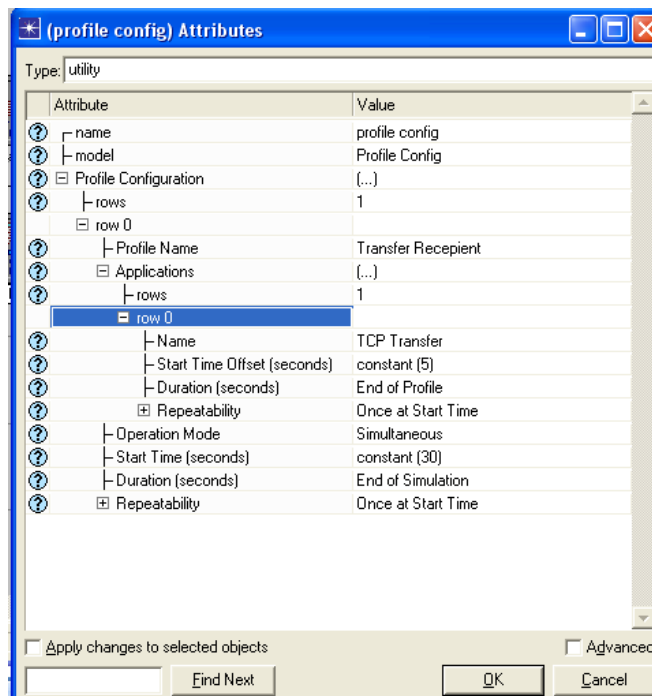 (profile config) Attributes
Type: utility
Attribute Value
name profile config
model Profile Config
Profile Configuration (...)
rows 1
row 0
Profile Name Transfer Recepient
Applications (...)
rows 1
row 0
Name TCP Transfer
Start Time Offset (seconds) constant (5)
Duration (seconds) End of Profile
Repeatability Once at Start Time
Operation Mode Simultaneous
Start Time (seconds) constant (30)
Duration (seconds) End of Simulation
Repeatability Once at Start Time
Apply changes to selected objects Advanced
Find Next OK Cancel